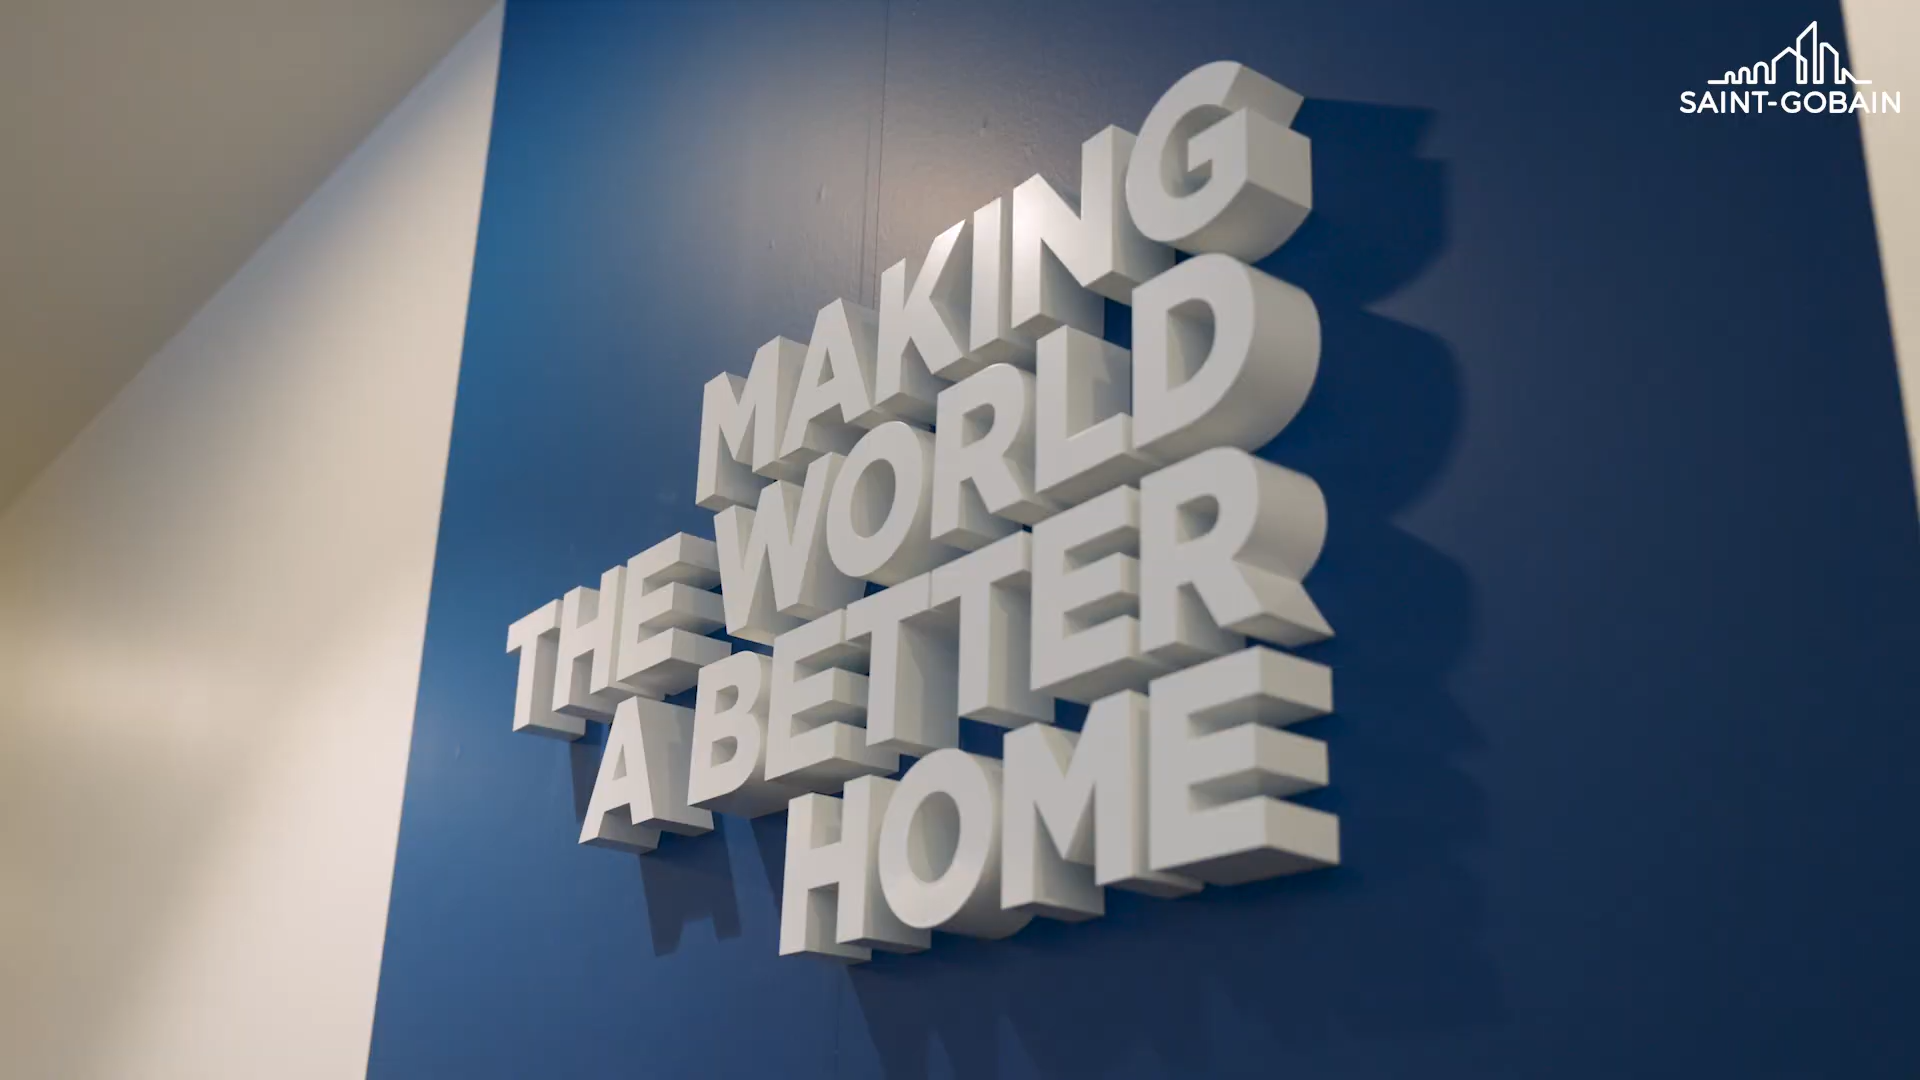 MAKING
THE WORLD
A BETTER
HOME
SAINT-GOBAIN